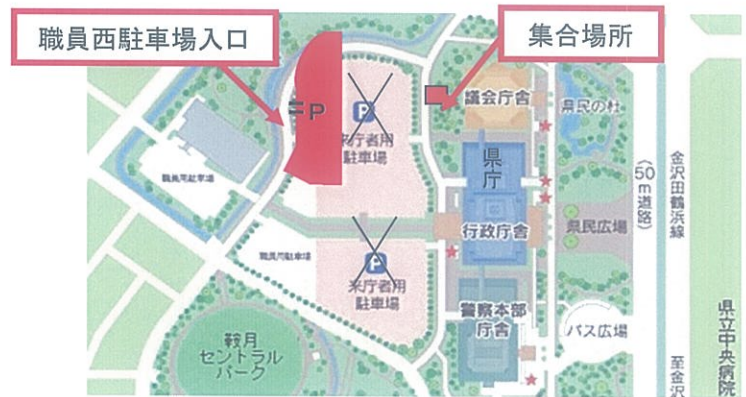 職員西駐車場入口
集合場所
P
P
来庁者用
駐車場
議会庁舎
県民の杜
県庁
職員用駐車場
行政庁舎
県民広場
金沢田鶴浜線
(50m道路)
職員用駐車場
P
来庁者用
駐車場
警察本部
庁舎
バス広場
鞍月
セントラル
パーク
県立中央病院
至金沢